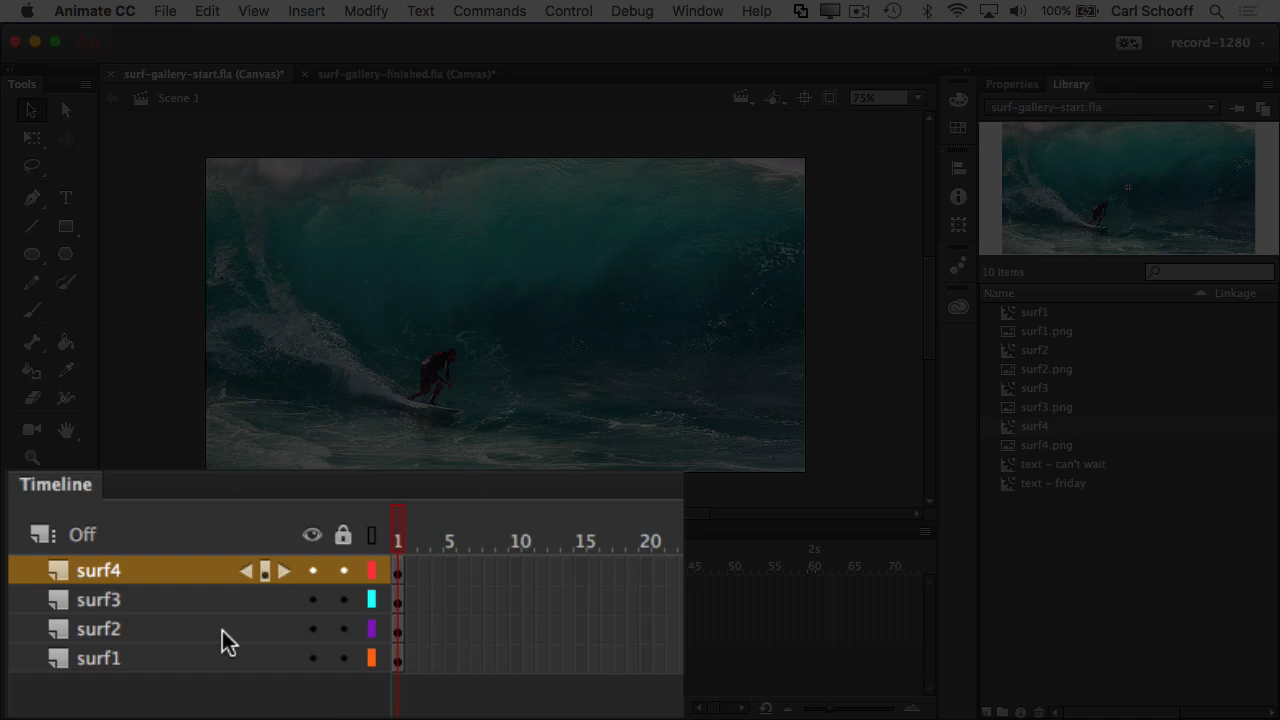 Animate CC File Edit View Insert Modify Text Commands Control Debug Window Help 100% Carl Schooff
record-1280
Tools
surf-gallery-start.fla (Canvas)* surf-gallery-finished.fla (Canvas)*
Properties Library
Scene 1
75%
surf-gallery-start.fla
10 items
Name Linkage
surf1
surf1.png
surf2
surf2.png
surf3
surf3.png
surf4
surf4.png
text - can't wait
text - friday
Timeline
Off
1 5 10 15 20
2s
45 50 55 60 65 70
surf4
surf3
surf2
surf1